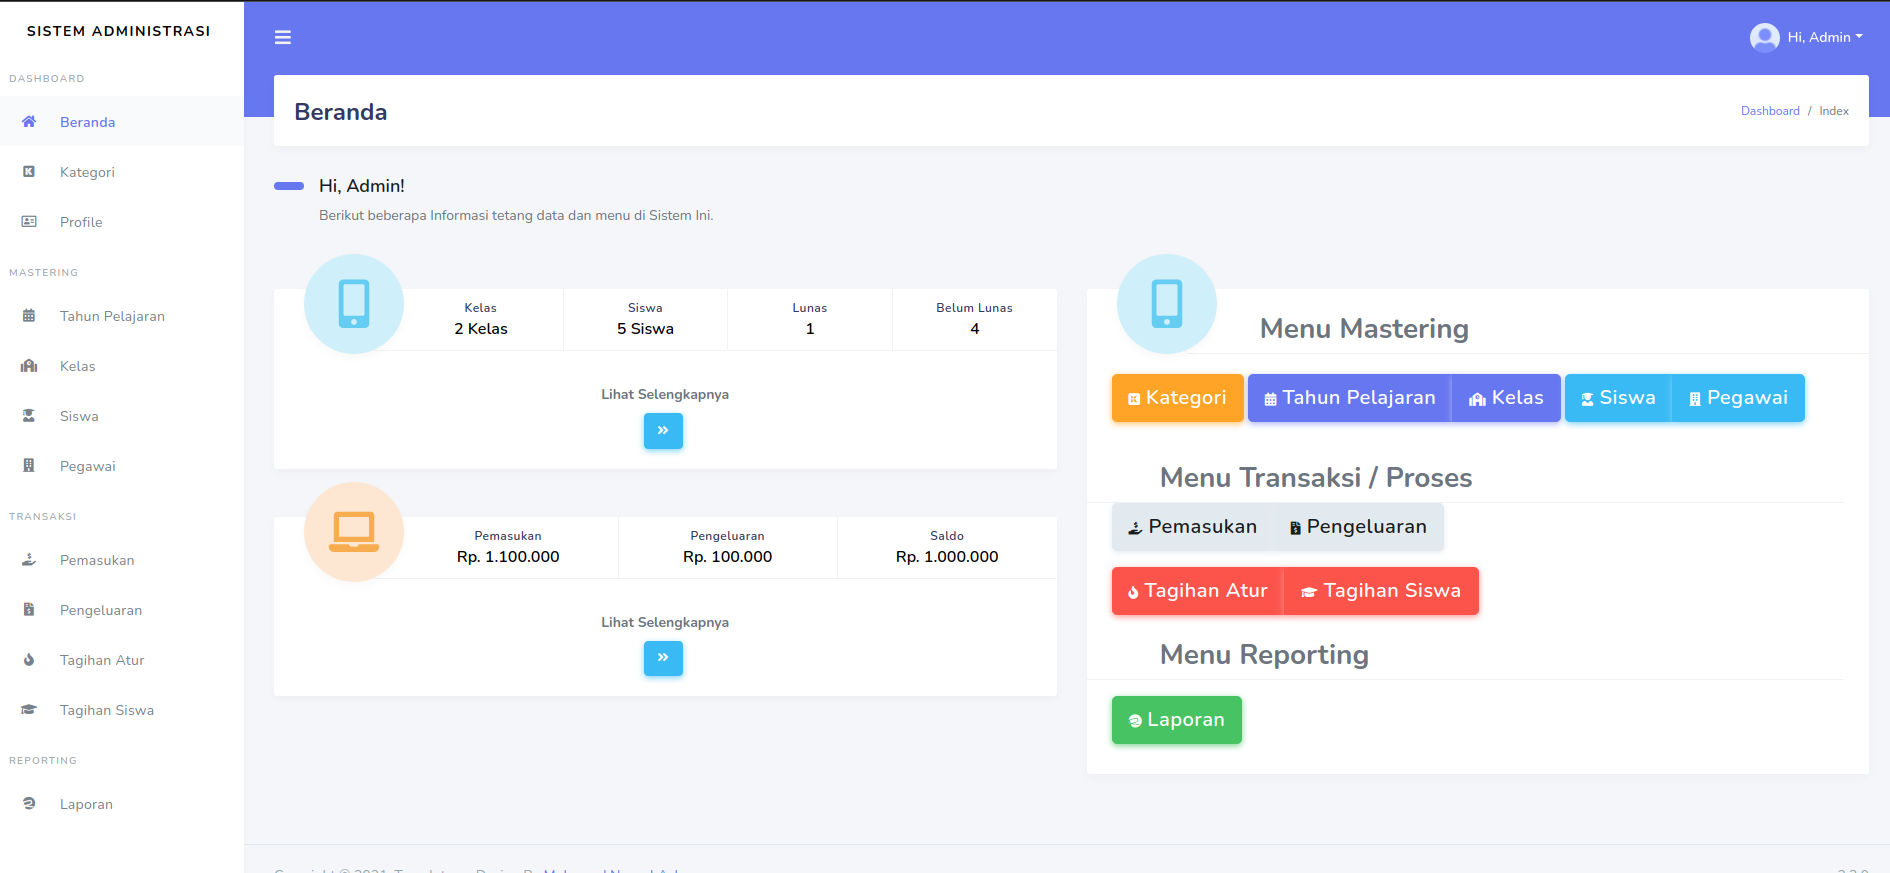 SISTEM ADMINISTRASI
DASHBOARD
Beranda
Kategori
Profile
MASTERING
Tahun Pelajaran
Kelas
Siswa
Pegawai
TRANSAKSI
Pemasukan
Pengeluaran
Tagihan Atur
Tagihan Siswa
REPORTING
Laporan
Hi, Admin
Beranda
Dashboard / Index
Hi, Admin!
Berikut beberapa Informasi tetang data dan menu di Sistem Ini.
Kelas Siswa Lunas Belum Lunas
2 Kelas 5 Siswa 1 4
Lihat Selengkapnya
»
Pemasukan Pengeluaran Saldo
Rp. 1.100.000 Rp. 100.000 Rp. 1.000.000
Lihat Selengkapnya
»
Menu Mastering
Kategori Tahun Pelajaran Kelas Siswa Pegawai
Menu Transaksi / Proses
Pemasukan Pengeluaran
Tagihan Atur Tagihan Siswa
Menu Reporting
Laporan
Copyright © 2021